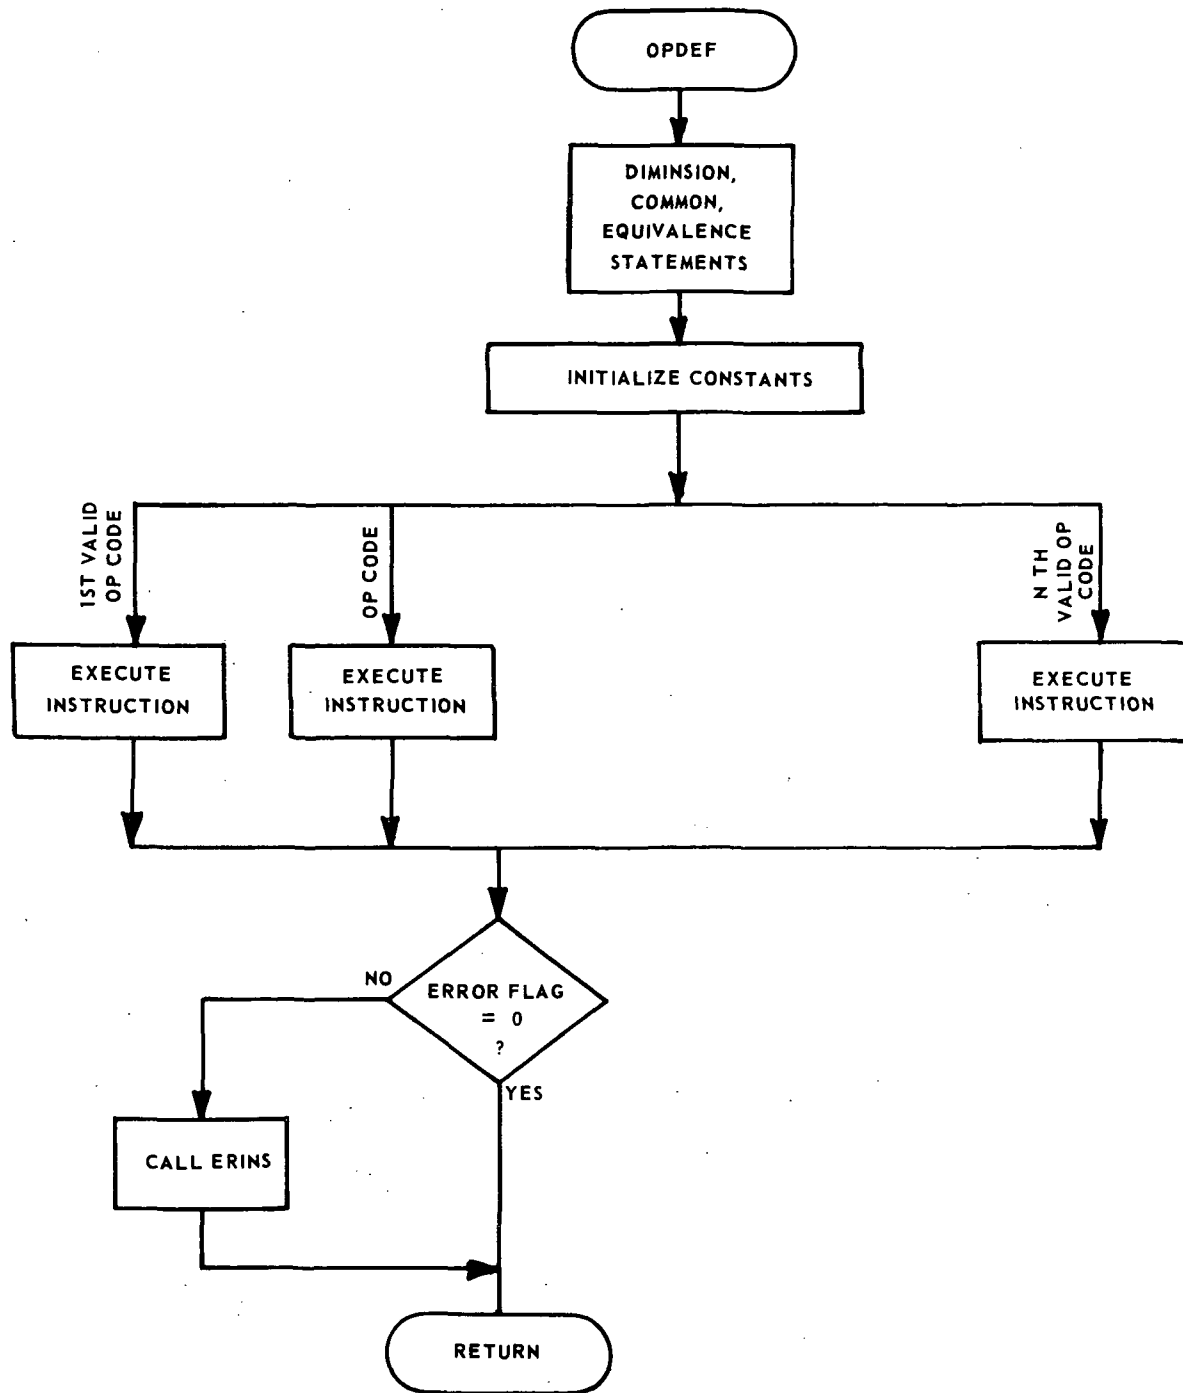 OPDEF
DIMINSION,
COMMON,
EQUIVALENCE
STATEMENTS
INITIALIZE CONSTANTS
1ST VALID
OP CODE
OP CODE
N TH
VALID OP
CODE
EXECUTE
INSTRUCTION
EXECUTE
INSTRUCTION
EXECUTE
INSTRUCTION
NO
ERROR FLAG
= 0
?
YES
CALL ERINS
RETURN